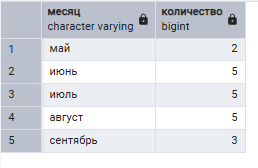 месяц количество
character varying bigint
1 май 2
2 июнь 5
3 июль 5
4 август 5
5 сентябрь 3